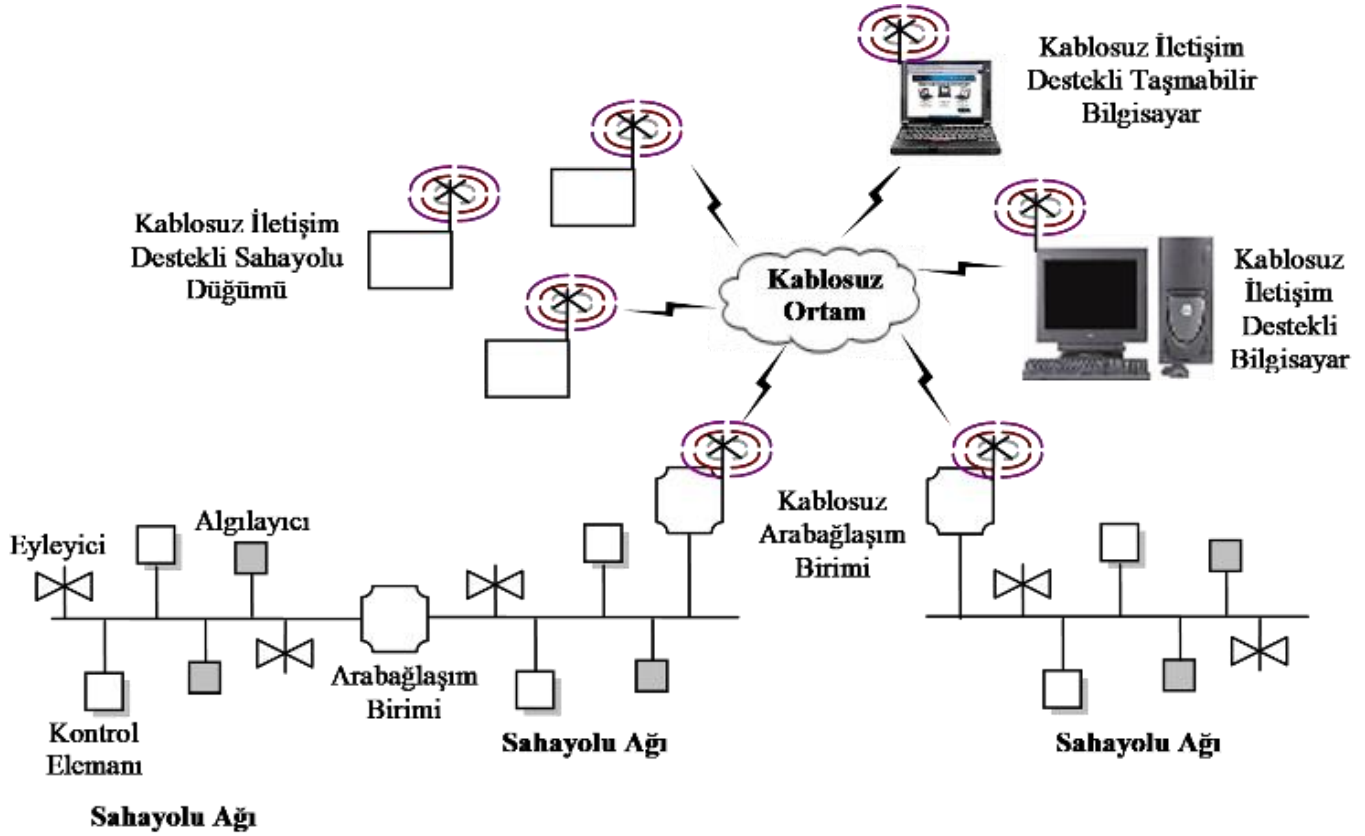 Kablosuz İletişim
Destekli Taşınabilir
Bilgisayar
Kablosuz İletişim
Destekli Sahayolu
Düğümü
Kablosuz
Ortam
Kablosuz
İletişim
Destekli
Bilgisayar
Kablosuz
Arabağlaşım
Birimi
Eyleyici
Algılayıcı
Arabağlaşım
Birimi
Kontrol
Elemanı
Sahayolu Ağı
Sahayolu Ağı
Sahayolu Ağı